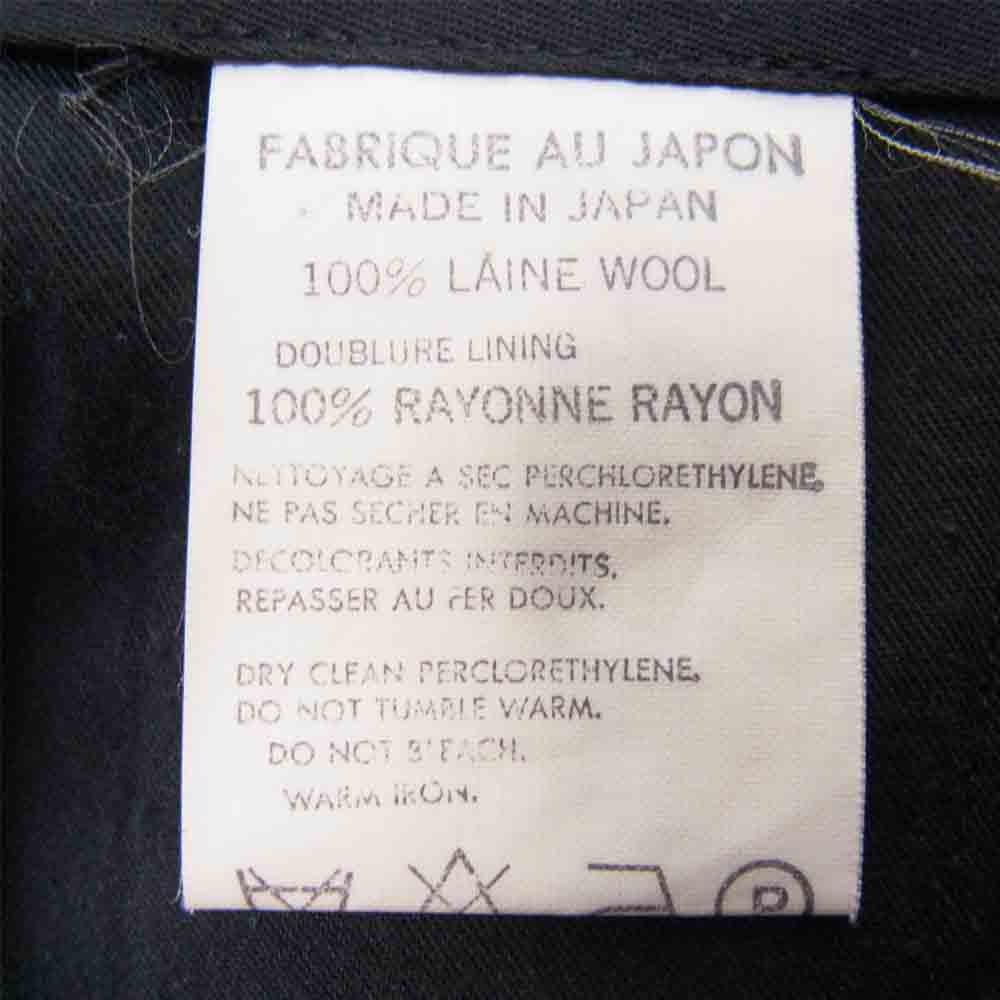 FABRIQUE AU JAPON
MADE IN JAPAN
100% LAINE WOOL
DOUBLURE LINING
100% RAYONNE RAYON
NETTOYAGE A SEC PERCHLORETHYLENE.
NE PAS SECHER EN MACHINE.
DECOLORANTS INTERDITS.
REPASSER AU FER DOUX.
DRY CLEAN PERCLORETHYLENE.
DO NOT TUMBLE WARM.
DO NOT BLEACH.
WARM IRON.
P